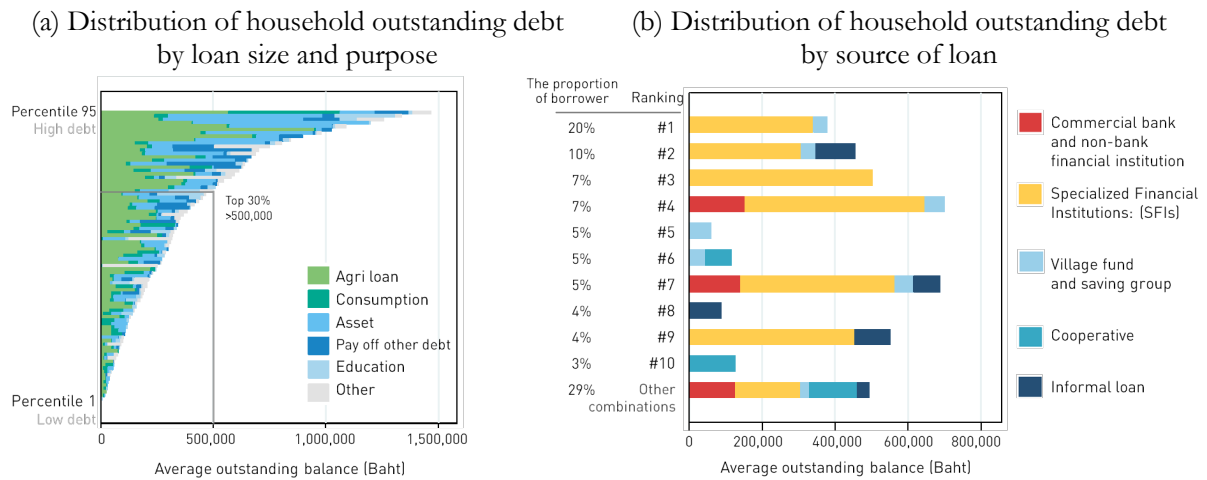 (a) Distribution of household outstanding debt
by loan size and purpose
Percentile 95
High debt
Top 30%
>500,000
Agri loan
Consumption
Asset
Pay off other debt
Education
Other
Percentile 1
Low debt
0
500,000
1,000,000
1,500,000
Average outstanding balance (Baht)
(b) Distribution of household outstanding debt
by source of loan
The proportion
of borrower
Ranking
20% #1
10% #2
7% #3
7% #4
5% #5
5% #6
5% #7
4% #8
4% #9
3% #10
29% Other
combinations
0
200,000
400,000
600,000
800,000
Average outstanding balance (Baht)
Commercial bank
and non-bank
financial institution
Specialized Financial
Institutions: (SFIs)
Village fund
and saving group
Cooperative
Informal loan